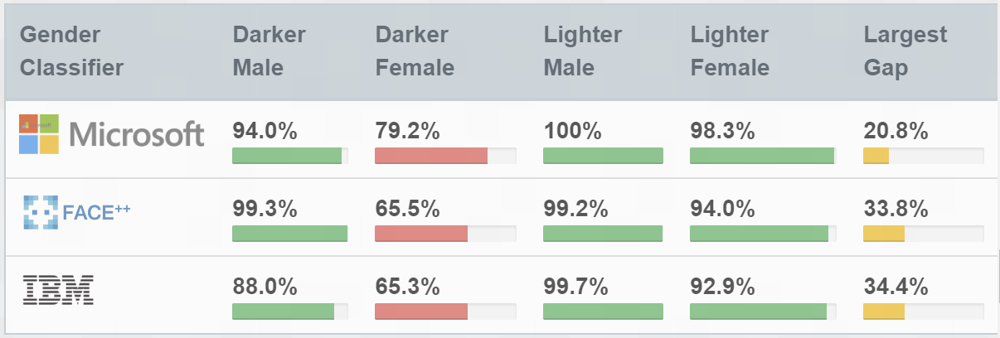 Gender Classifier Darker Male Darker Female Lighter Male Lighter Female Largest Gap
Microsoft 94.0% 79.2% 100% 98.3% 20.8%
FACE++ 99.3% 65.5% 99.2% 94.0% 33.8%
IBM 88.0% 65.3% 99.7% 92.9% 34.4%